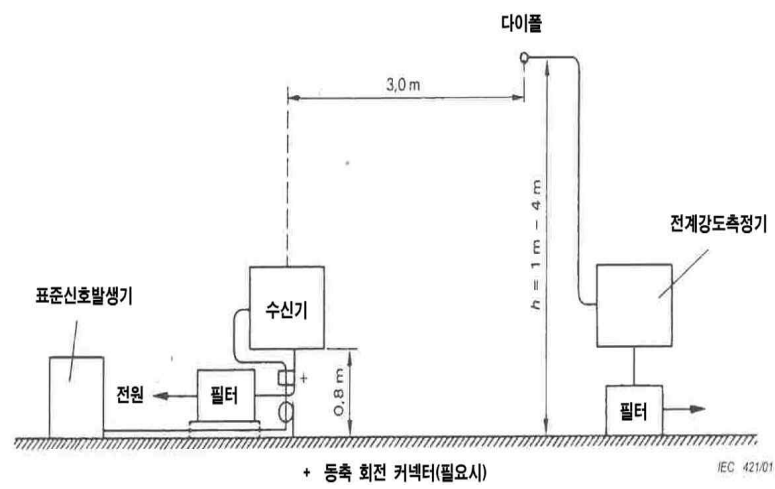 다이폴
3,0 m
h = 1 m – 4 m
전계강도측정기
표준신호발생기
수신기
+
전원
필터
0,8 m
필터
+ 동축 회전 커넥터(필요시)
IEC 421/01